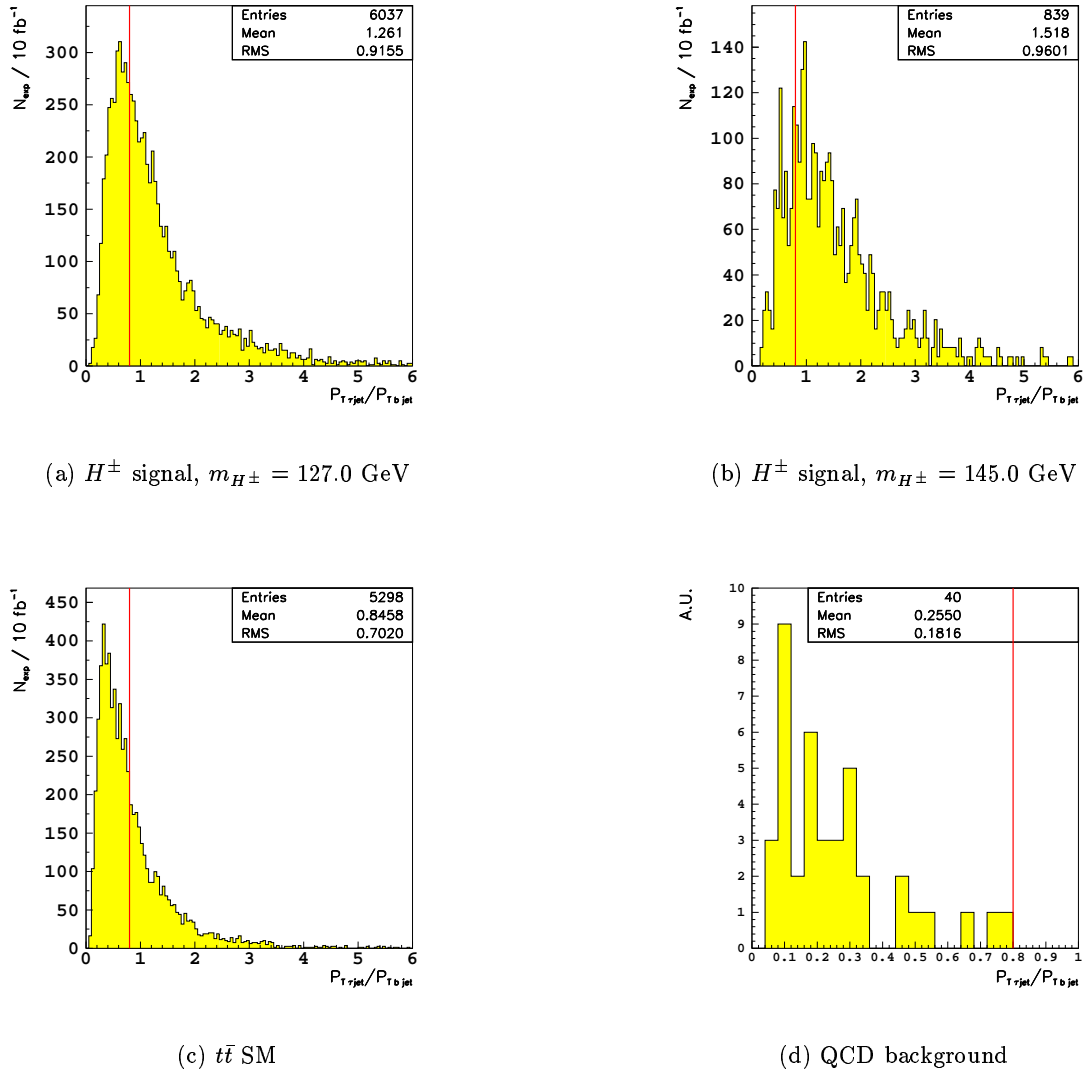 Entries 6037
Mean 1.261
RMS 0.9155
N_exp / 10 fb⁻¹
300
250
200
150
100
50
0
0 1 2 3 4 5 6
P_T τ jet/P_T b jet
(a) H± signal, m_H± = 127.0 GeV
Entries 839
Mean 1.518
RMS 0.9601
N_exp / 10 fb⁻¹
140
120
100
80
60
40
20
0
0 1 2 3 4 5 6
P_T τ jet/P_T b jet
(b) H± signal, m_H± = 145.0 GeV
Entries 5298
Mean 0.8458
RMS 0.7020
N_exp / 10 fb⁻¹
450
400
350
300
250
200
150
100
50
0
0 1 2 3 4 5 6
P_T τ jet/P_T b jet
(c) tt̄ SM
Entries 40
Mean 0.2550
RMS 0.1816
A.U.
10
9
8
7
6
5
4
3
2
1
0
0 0.1 0.2 0.3 0.4 0.5 0.6 0.7 0.8 0.9 1
P_T τ jet/P_T b jet
(d) QCD background